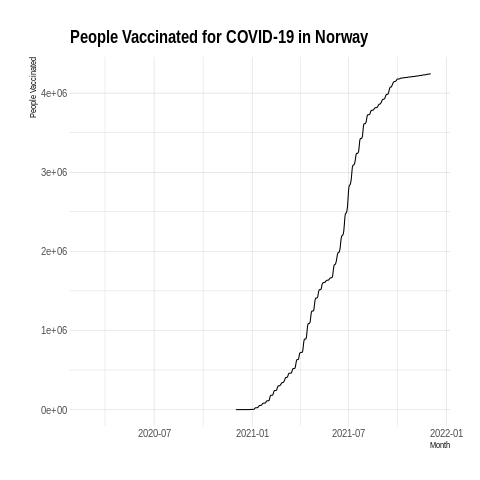 People Vaccinated for COVID-19 in Norway
People Vaccinated
4e+06
3e+06
2e+06
1e+06
0e+00
2020-07 2021-01 2021-07 2022-01
Month